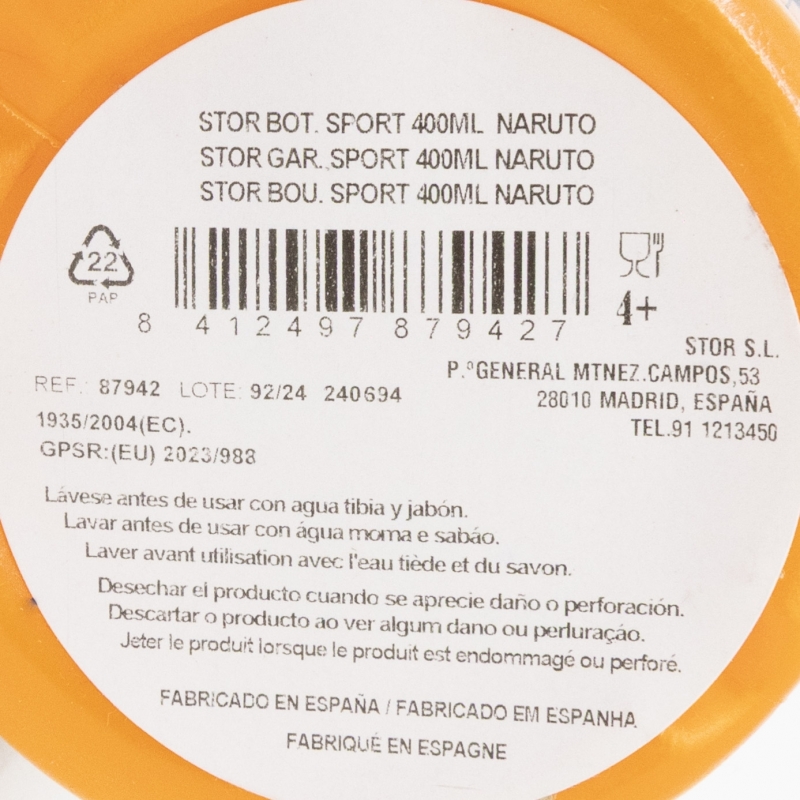 STOR BOT. SPORT 400ML NARUTO
STOR GAR. SPORT 400ML NARUTO
STOR BOU. SPORT 400ML NARUTO
22
PAP
8 412497 879427
4+
STOR S.L.
P.ºGENERAL MTNEZ.CAMPOS,53
28010 MADRID, ESPAÑA
TEL.91 1213450
REF.: 87942 LOTE: 92/24 240694
1935/2004(EC).
GPSR:(EU) 2023/988
Lávese antes de usar con agua tibia y jabón.
Lavar antes de usar con água morna e sabáo.
Laver avant utilisation avec l'eau tiède et du savon.
Desechar el producto cuando se aprecie daño o perforación.
Descartar o produto ao ver algum dano ou perfuraçáo.
Jeter le produit lorsque le produit est endommagé ou perforé.
FABRICADO EN ESPAÑA / FABRICADO EM ESPANHA
FABRIQUÉ EN ESPAGNE